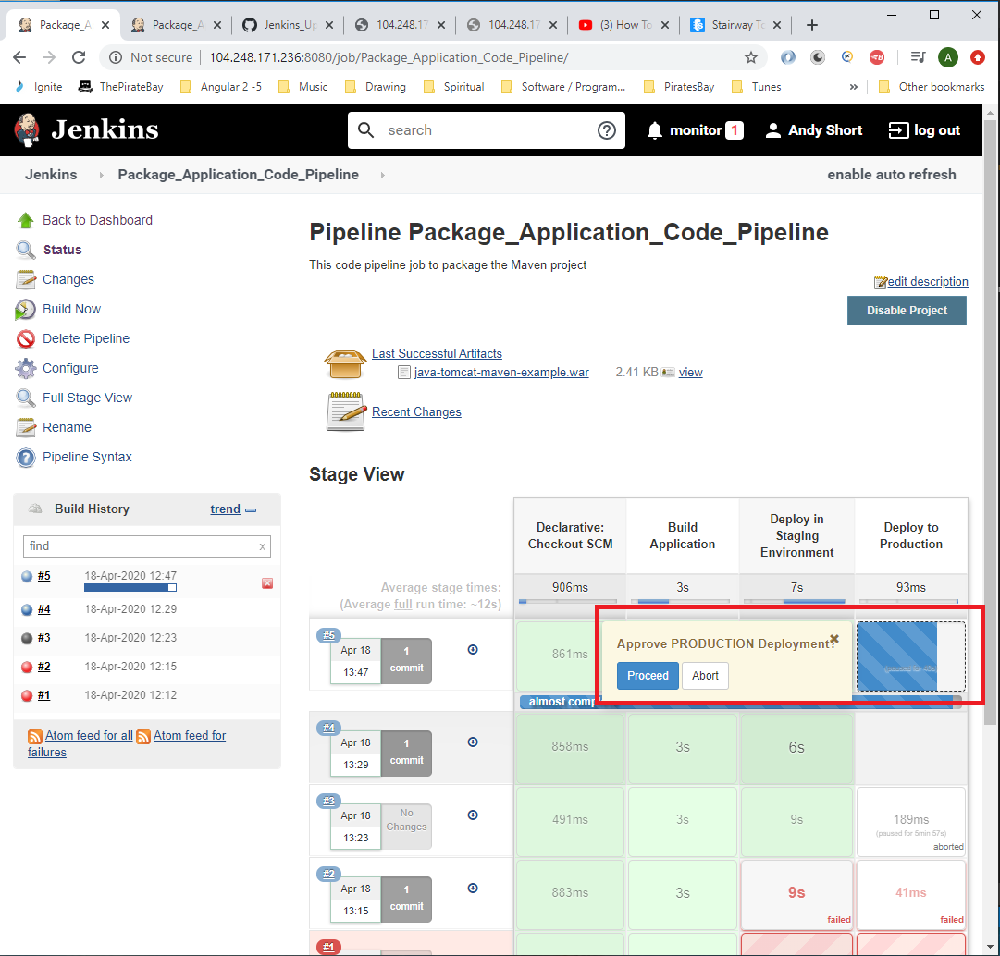 Package_A
Package_A
Jenkins_Up
104.248.17
104.248.17
(3) How To
Stairway To
Not secure
104.248.171.236:8080/job/Package_Application_Code_Pipeline/
A
Ignite
ThePirateBay
Angular 2 -5
Music
Drawing
Spiritual
Software / Program...
PiratesBay
Tunes
»
Other bookmarks
Jenkins
search
monitor 1
Andy Short
log out
Jenkins
Package_Application_Code_Pipeline
enable auto refresh
Back to Dashboard
Status
Changes
Build Now
Delete Pipeline
Configure
Full Stage View
Rename
Pipeline Syntax
Pipeline Package_Application_Code_Pipeline
This code pipeline job to package the Maven project
edit description
Disable Project
Last Successful Artifacts
java-tomcat-maven-example.war 2.41 KB view
Recent Changes
Stage View
Build History
trend
find x
#5 18-Apr-2020 12:47
#4 18-Apr-2020 12:29
#3 18-Apr-2020 12:23
#2 18-Apr-2020 12:15
#1 18-Apr-2020 12:12
Atom feed for all Atom feed for
failures
Declarative:
Checkout SCM
Build
Application
Deploy in
Staging
Environment
Deploy to
Production
Average stage times:
(Average full run time: ~12s)
906ms
3s
7s
93ms
#5
Apr 18
13:47
1
commit
861ms
Approve PRODUCTION Deployment?
Proceed
Abort
almost comp
#4
Apr 18
13:29
1
commit
858ms
3s
6s
#3
Apr 18
13:23
No
Changes
491ms
3s
9s
189ms
(paused for 5min 57s)
aborted
#2
Apr 18
13:15
1
commit
883ms
3s
9s
failed
41ms
failed
#1